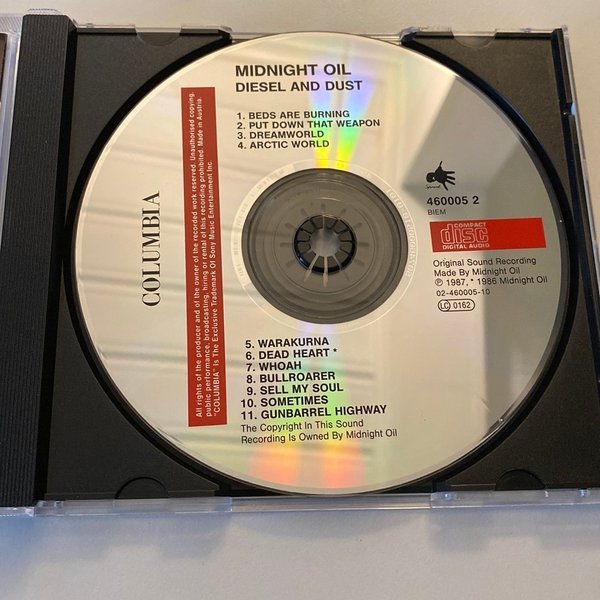 MIDNIGHT OIL
DIESEL AND DUST
1. BEDS ARE BURNING
2. PUT DOWN THAT WEAPON
3. DREAMWORLD
4. ARCTIC WORLD
COLUMBIA
All rights of the producer and of the owner of the recorded work reserved. Unauthorised copying,
public performance, broadcasting, hiring or rental of this recording prohibited. Made in Austria.
"COLUMBIA" Is The Exclusive Trademark Of Sony Music Entertainment Inc.
460005 2
BIEM
COMPACT
disc
DIGITAL AUDIO
Original Sound Recording
Made By Midnight Oil
℗ 1987, * 1986 Midnight Oil
02-460005-10
LC 0162
5. WARAKURNA
6. DEAD HEART *
7. WHOAH
8. BULLROARER
9. SELL MY SOUL
10. SOMETIMES
11. GUNBARREL HIGHWAY
The Copyright In This Sound
Recording Is Owned By Midnight Oil